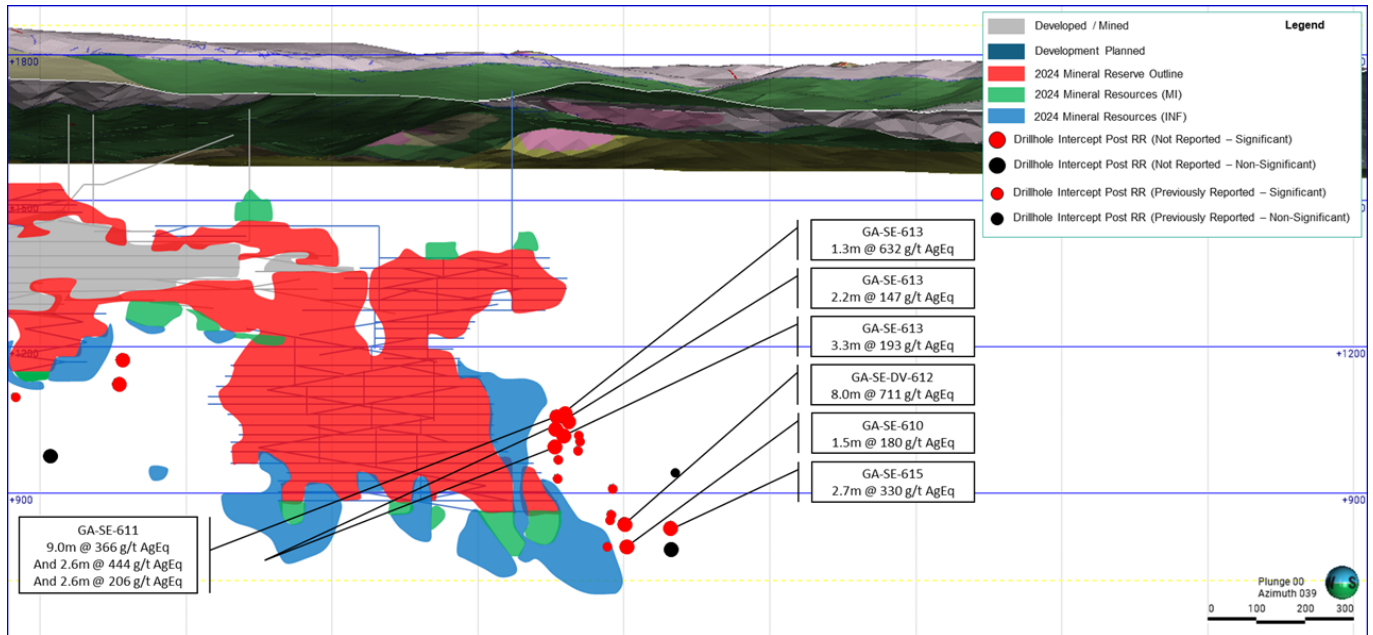 Legend
Developed / Mined
Development Planned
2024 Mineral Reserve Outline
2024 Mineral Resources (MI)
2024 Mineral Resources (INF)
Drillhole Intercept Post RR (Not Reported – Significant)
Drillhole Intercept Post RR (Not Reported – Non-Significant)
Drillhole Intercept Post RR (Previously Reported – Significant)
Drillhole Intercept Post RR (Previously Reported – Non-Significant)
+1800
+1200
+1200
+900
+900
GA-SE-613
1.3m @ 632 g/t AgEq
GA-SE-613
2.2m @ 147 g/t AgEq
GA-SE-613
3.3m @ 193 g/t AgEq
GA-SE-DV-612
8.0m @ 711 g/t AgEq
GA-SE-610
1.5m @ 180 g/t AgEq
GA-SE-615
2.7m @ 330 g/t AgEq
GA-SE-611
9.0m @ 366 g/t AgEq
And 2.6m @ 444 g/t AgEq
And 2.6m @ 206 g/t AgEq
Plunge 00
Azimuth 039
0 100 200 300